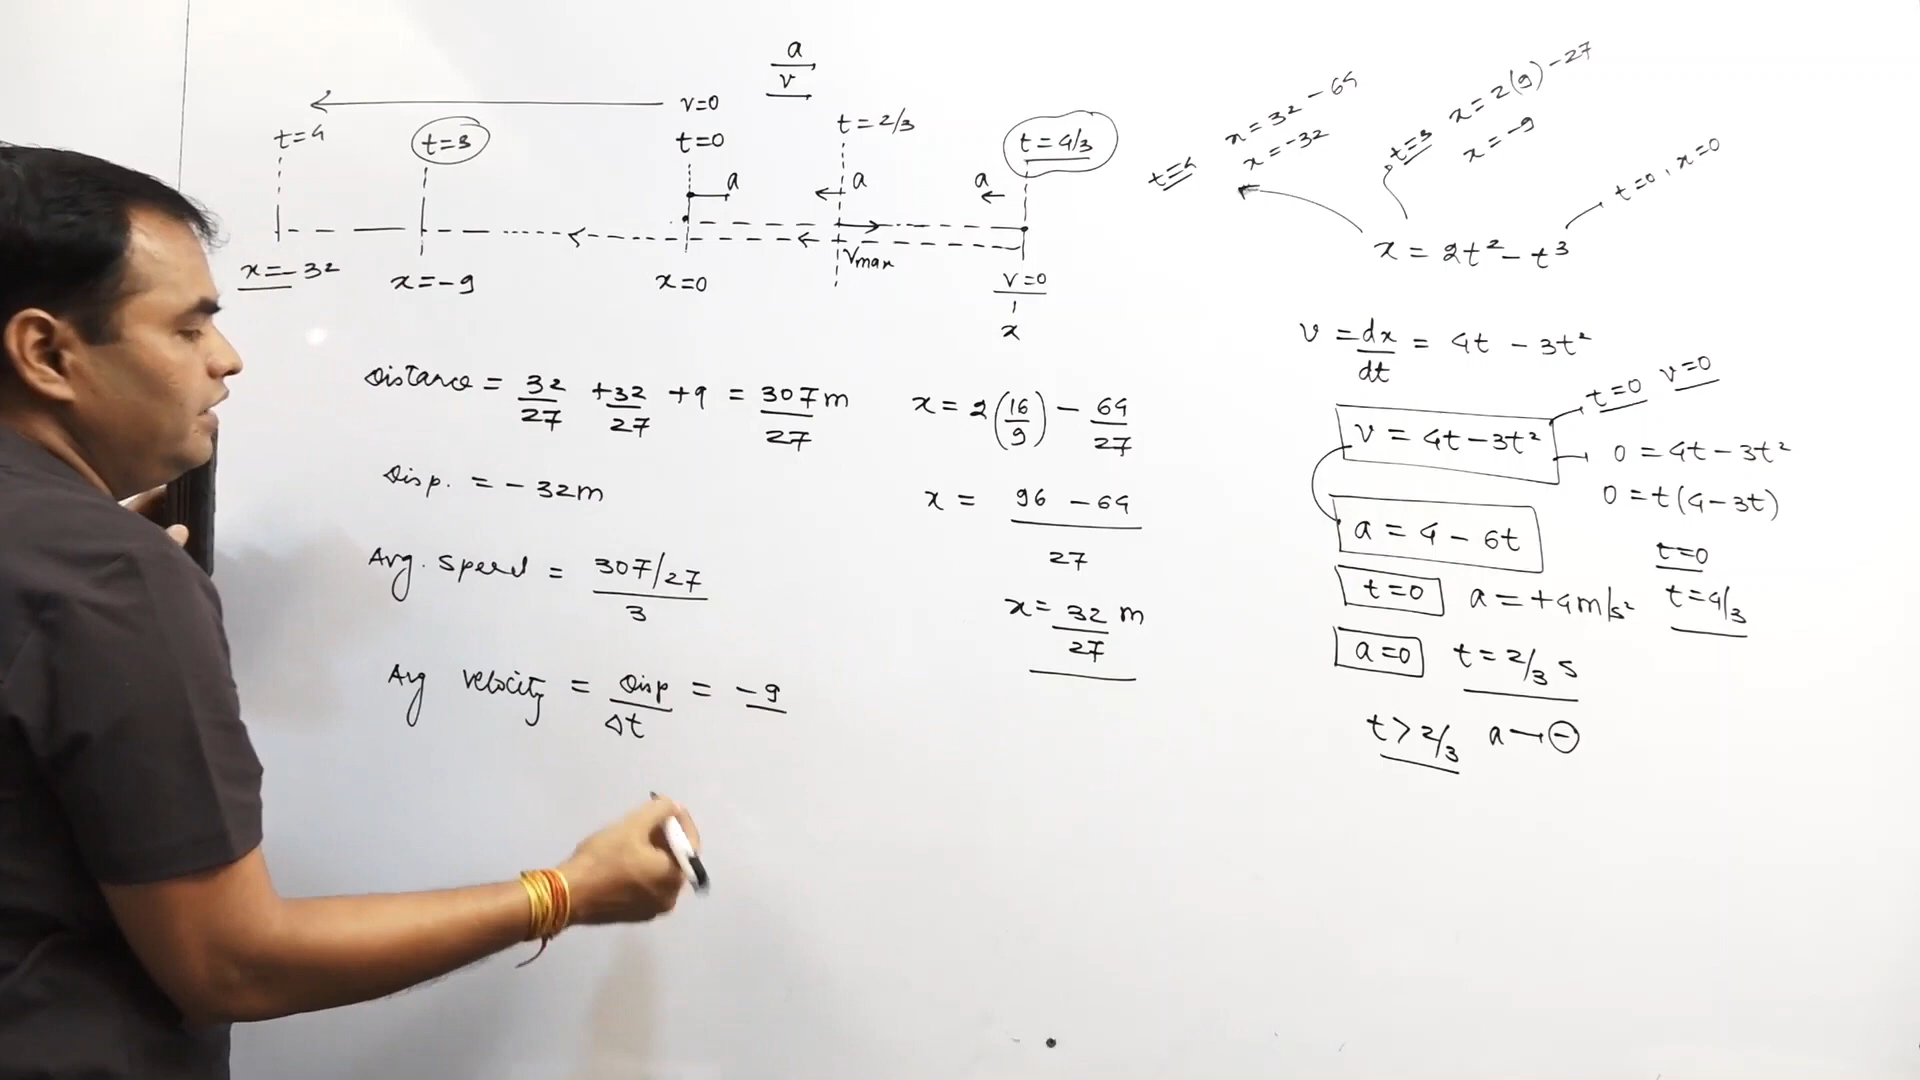 a/v
v=0
t=4
t=3
t=0
t=2/3
t=4/3
a
a
a
x=-32
x=-9
x=0
Vmax
v=0
x
Distance = 32/27 + 32/27 + 9 = 307/27 m
Disp. = -32m
Avg. Speed = 307/27 / 3
Avg Velocity = Disp/Δt = -9
x = 2(16/9) - 64/27
x = 96 - 64 / 27
x = 32/27 m
t=4
x = 32 - 64
x = -32
t=3
x = 2(9) - 27
x = -9
t=0, x=0
x = 2t² - t³
v = dx/dt = 4t - 3t²
t=0 v=0
v = 4t - 3t²
0 = 4t - 3t²
0 = t(4-3t)
t=0
t=4/3
a = 4 - 6t
t=0 a = +4m/s²
a=0 t = 2/3 s
t > 2/3 a → ⊖